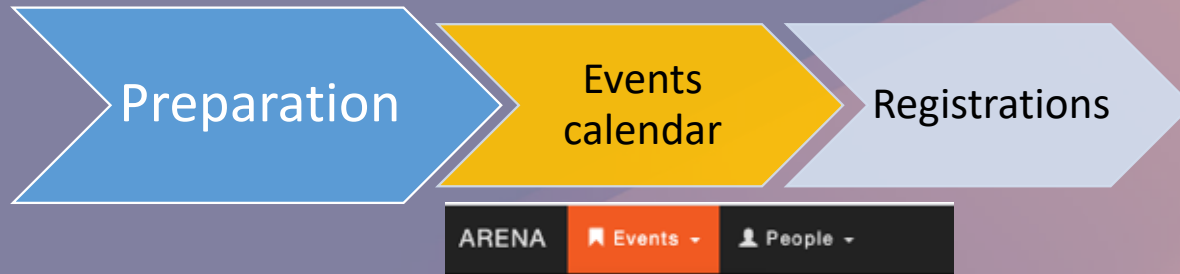 Preparation
Events
calendar
Registrations
ARENA Events People